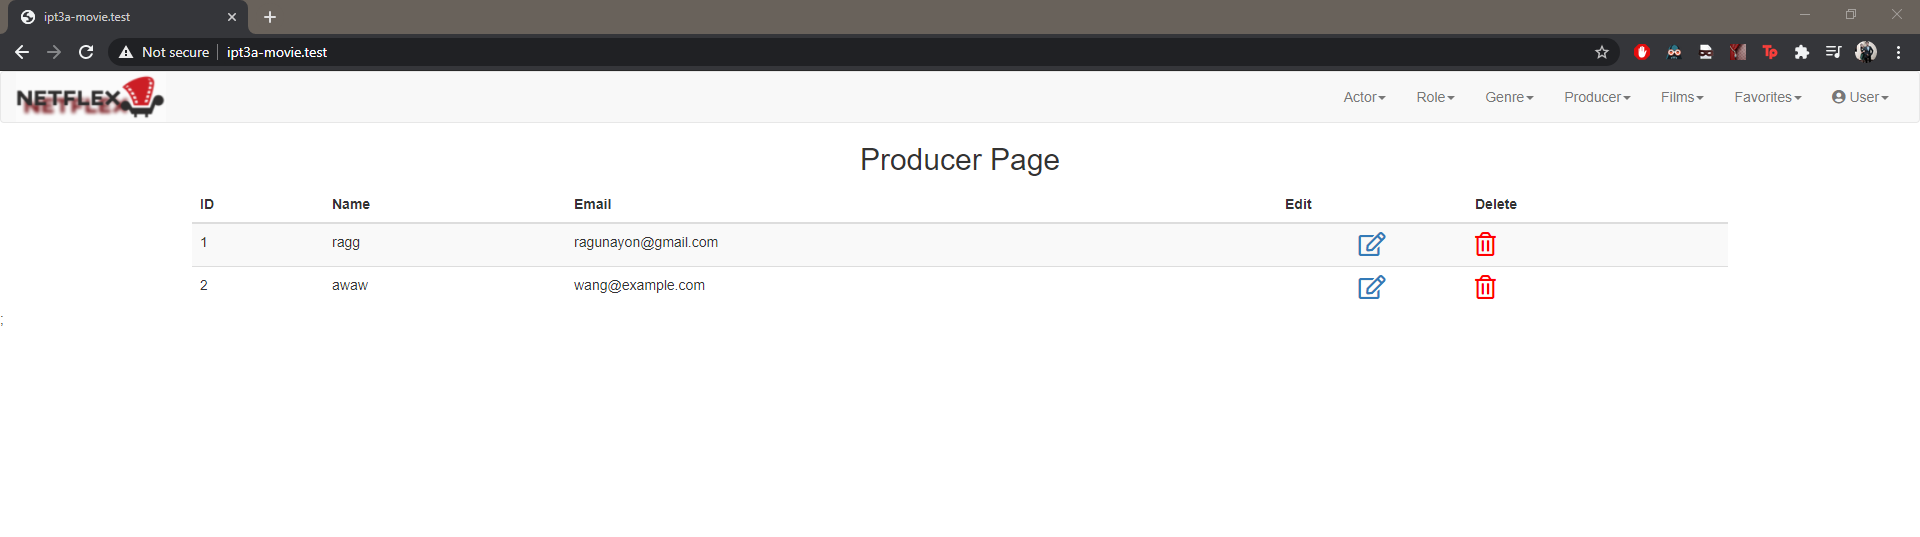 ipt3a-movie.test
Not secure ipt3a-movie.test
NETFLEX Actor Role Genre Producer Films Favorites User
NETFLEX
Producer Page
ID Name Email Edit Delete
1 ragg ragunayon@gmail.com
2 awaw wang@example.com
;